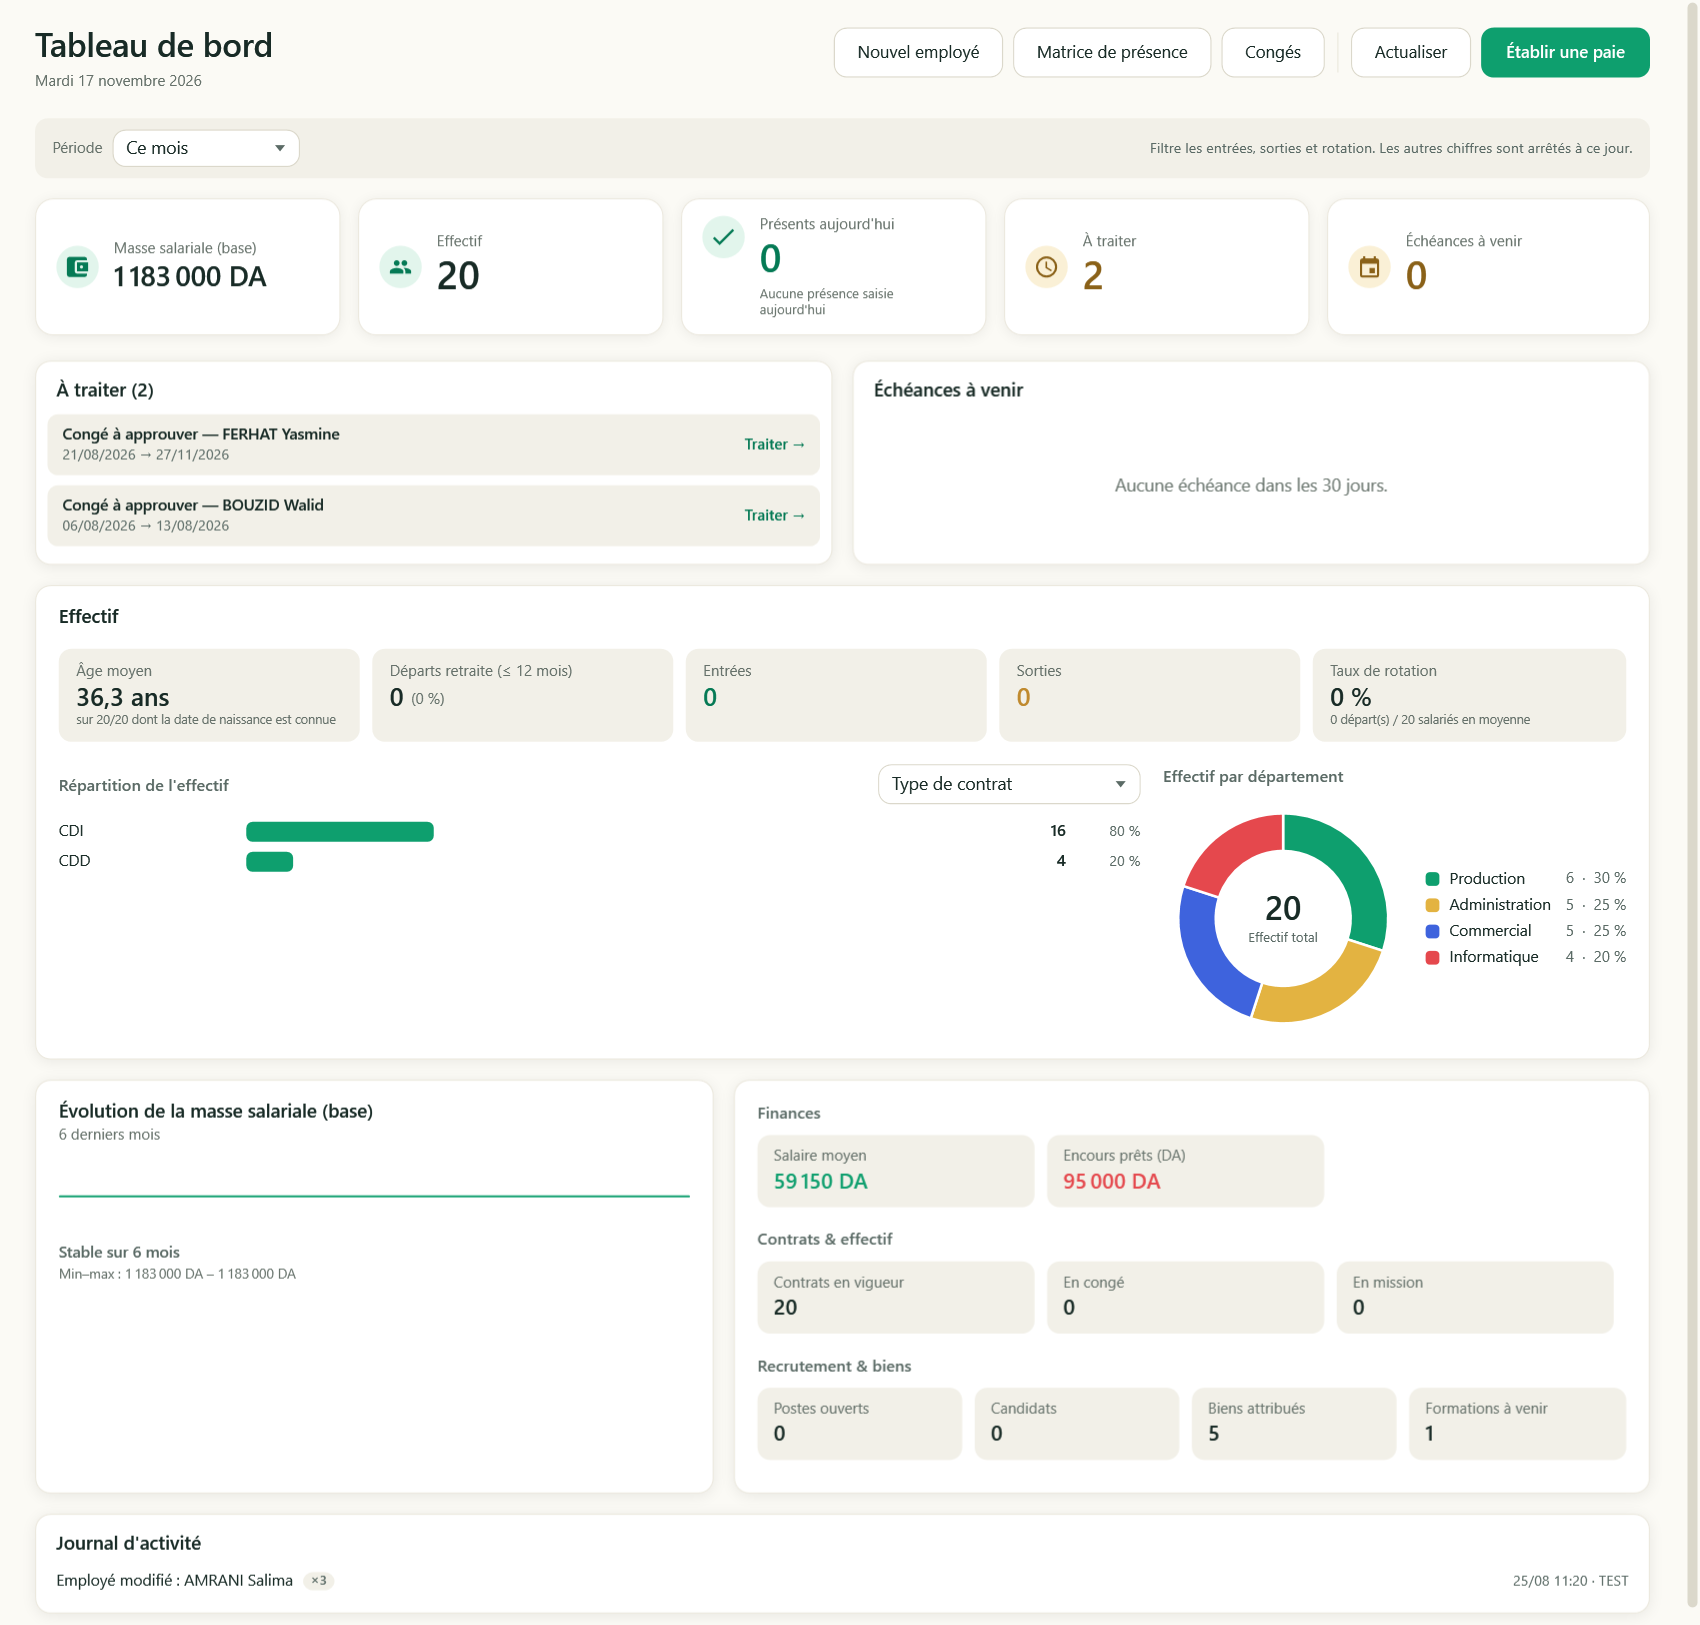 Tableau de bord
Mardi 17 novembre 2026
Nouvel employé
Matrice de présence
Congés
Actualiser
Établir une paie
Période
Ce mois
Filtre les entrées, sorties et rotation. Les autres chiffres sont arrêtés à ce jour.
Masse salariale (base)
1 183 000 DA
Effectif
20
Présents aujourd'hui
0
Aucune présence saisie
aujourd'hui
À traiter
2
Échéances à venir
0
À traiter (2)
Congé à approuver — FERHAT Yasmine
21/08/2026 → 27/11/2026
Traiter →
Congé à approuver — BOUZID Walid
06/08/2026 → 13/08/2026
Traiter →
Échéances à venir
Aucune échéance dans les 30 jours.
Effectif
Âge moyen
36,3 ans
sur 20/20 dont la date de naissance est connue
Départs retraite (≤ 12 mois)
0 (0 %)
Entrées
0
Sorties
0
Taux de rotation
0 %
0 départ(s) / 20 salariés en moyenne
Répartition de l'effectif
Type de contrat
CDI 16 80 %
CDD 4 20 %
Effectif par département
20
Effectif total
Production 6 · 30 %
Administration 5 · 25 %
Commercial 5 · 25 %
Informatique 4 · 20 %
Évolution de la masse salariale (base)
6 derniers mois
Stable sur 6 mois
Min–max : 1 183 000 DA – 1 183 000 DA
Finances
Salaire moyen
59 150 DA
Encours prêts (DA)
95 000 DA
Contrats & effectif
Contrats en vigueur
20
En congé
0
En mission
0
Recrutement & biens
Postes ouverts
0
Candidats
0
Biens attribués
5
Formations à venir
1
Journal d'activité
Employé modifié : AMRANI Salima ×3
25/08 11:20 · TEST